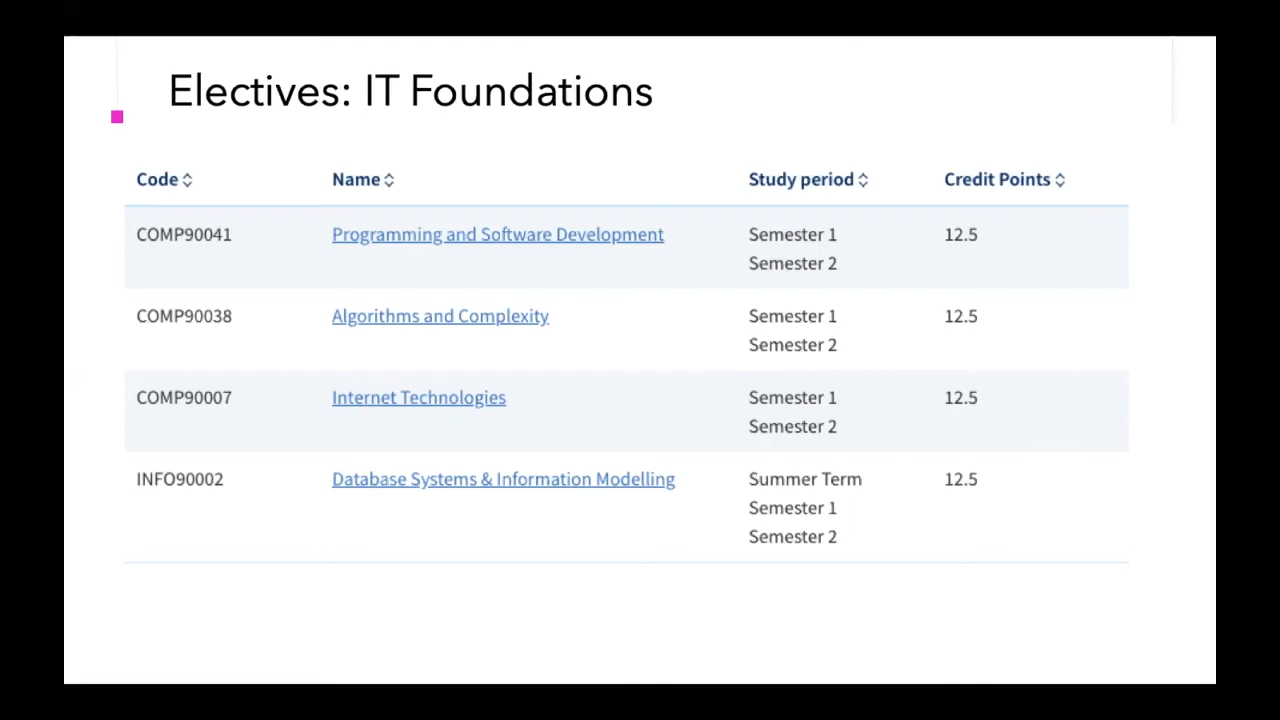 Electives: IT Foundations
Code Name Study period Credit Points
COMP90041 Programming and Software Development Semester 1 12.5
Semester 2
COMP90038 Algorithms and Complexity Semester 1 12.5
Semester 2
COMP90007 Internet Technologies Semester 1 12.5
Semester 2
INFO90002 Database Systems & Information Modelling Summer Term 12.5
Semester 1
Semester 2